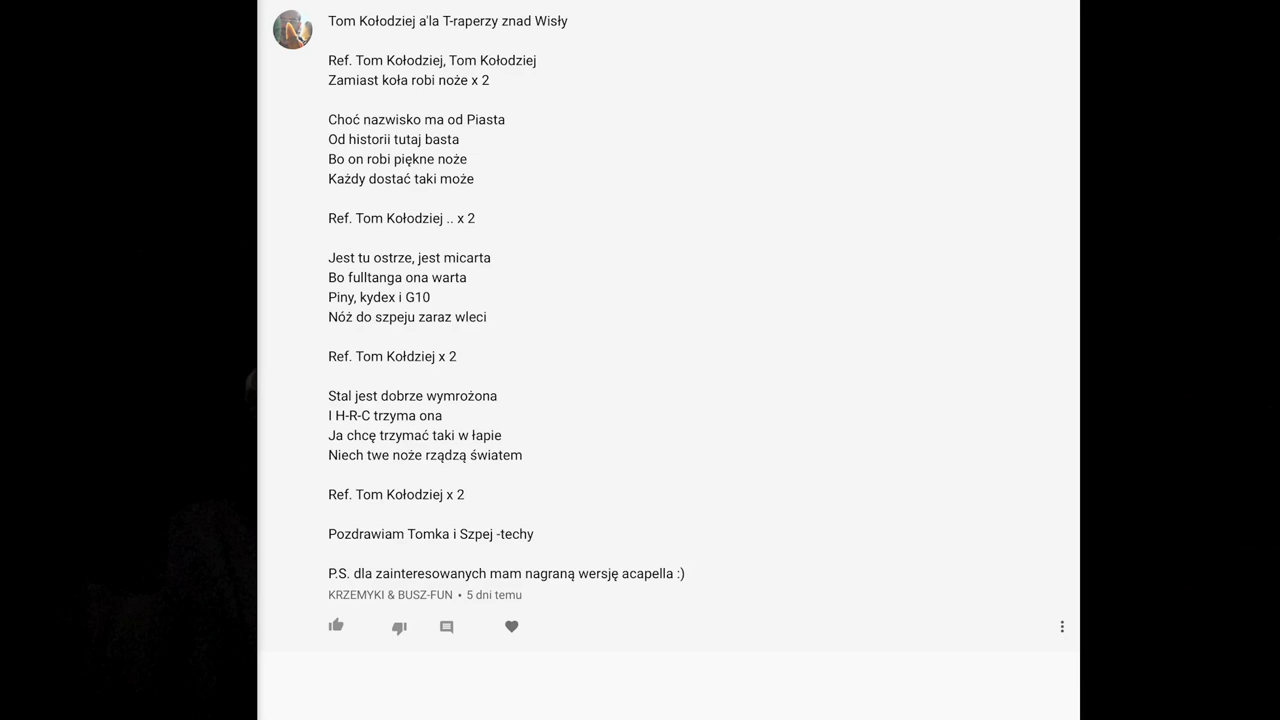 Tom Kołodziej a'la T-raperzy znad Wisły
Ref. Tom Kołodziej, Tom Kołodziej
Zamiast koła robi noże x 2
Choć nazwisko ma od Piasta
Od historii tutaj basta
Bo on robi piękne noże
Każdy dostać taki może
Ref. Tom Kołodziej .. x 2
Jest tu ostrze, jest micarta
Bo fulltanga ona warta
Piny, kydex i G10
Nóż do szpeju zaraz wleci
Ref. Tom Kołdziej x 2
Stal jest dobrze wymrożona
I H-R-C trzyma ona
Ja chcę trzymać taki w łapie
Niech twe noże rządzą światem
Ref. Tom Kołodziej x 2
Pozdrawiam Tomka i Szpej -techy
P.S. dla zainteresowanych mam nagraną wersję acapella :)
KRZEMYKI & BUSZ-FUN • 5 dni temu